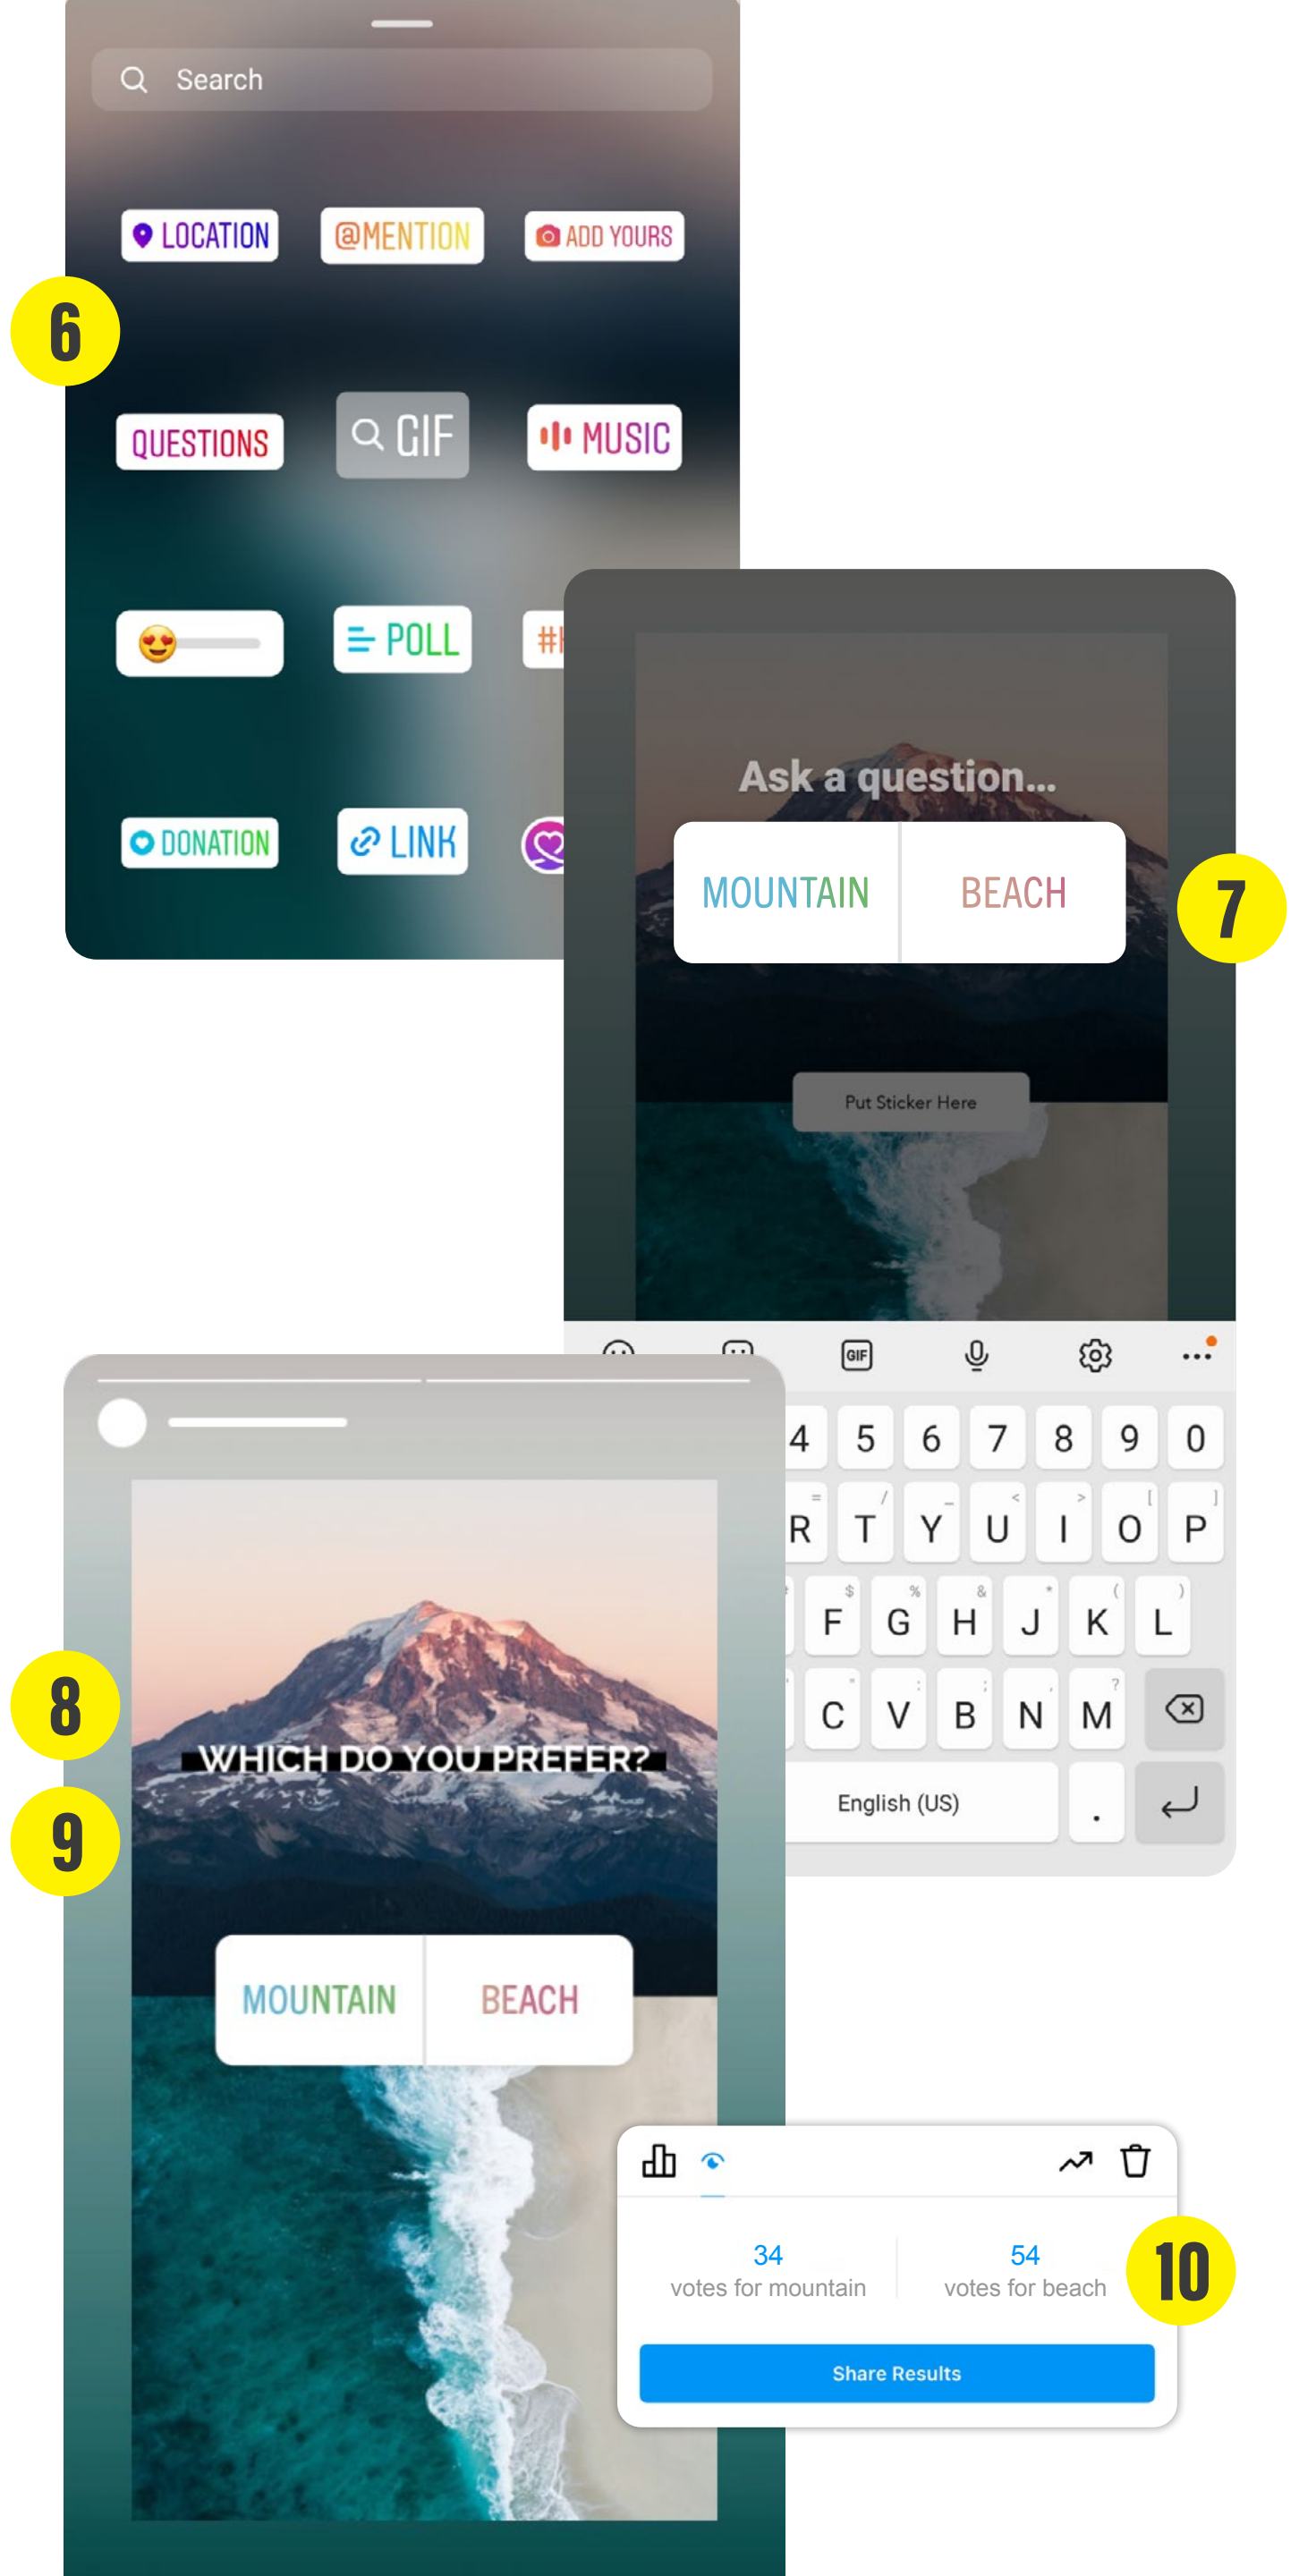 Search
LOCATION
@MENTION
ADD YOURS
6
QUESTIONS
GIF
MUSIC
POLL
#
Ask a question...
DONATION
LINK
MOUNTAIN
BEACH
7
Put Sticker Here
GIF
4 5 6 7 8 9 0
= / _ < > [ ]
R T Y U I O P
$ % & * ( )
F G H J K L
" : ; , ?
C V B N M
English (US)
.
8
WHICH DO YOU PREFER?
9
MOUNTAIN
BEACH
34
votes for mountain
54
votes for beach
10
Share Results